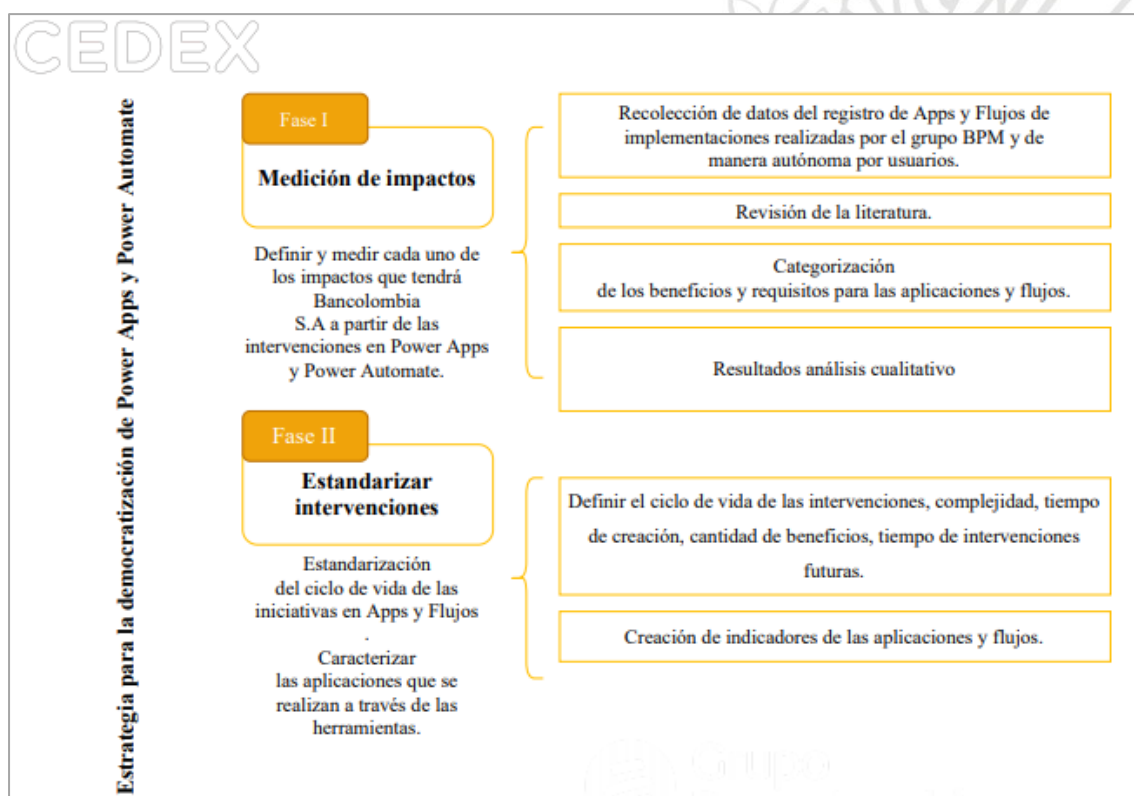 CEDEX
Estrategia para la democratización de Power Apps y Power Automate
Fase I
Medición de impactos
Definir y medir cada uno de
los impactos que tendrá
Bancolombia
S.A a partir de las
intervenciones en Power Apps
y Power Automate.
Recolección de datos del registro de Apps y Flujos de
implementaciones realizadas por el grupo BPM y de
manera autónoma por usuarios.
Revisión de la literatura.
Categorización
de los beneficios y requisitos para las aplicaciones y flujos.
Resultados análisis cualitativo
Fase II
Estandarizar
intervenciones
Estandarización
del ciclo de vida de las
iniciativas en Apps y Flujos
.
Caracterizar
las aplicaciones que se
realizan a través de las
herramientas.
Definir el ciclo de vida de las intervenciones, complejidad, tiempo
de creación, cantidad de beneficios, tiempo de intervenciones
futuras.
Creación de indicadores de las aplicaciones y flujos.
Grupo